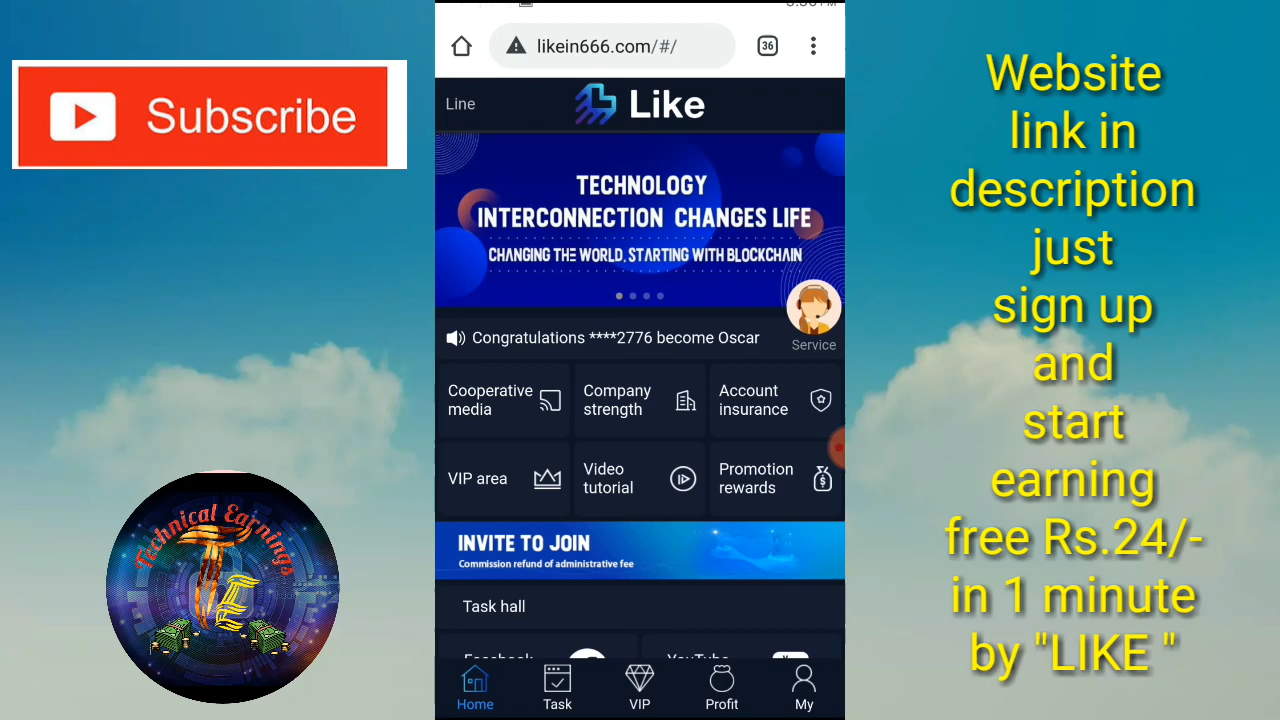 Subscribe
Technical Earnings
TE
36
likein666.com/#/
Line
Like
TECHNOLOGY
INTERCONNECTION CHANGES LIFE
CHANGING THE WORLD, STARTING WITH BLOCKCHAIN
Congratulations ****2776 become Oscar
Service
Cooperative
media
Company
strength
Account
insurance
VIP area
Video
tutorial
Promotion
rewards
INVITE TO JOIN
Commission refund of administrative fee
Task hall
Facebook
YouTube
Home
Task
VIP
Profit
My
Website
link in
description
just
sign up
and
start
earning
free Rs.24/-
in 1 minute
by "LIKE "